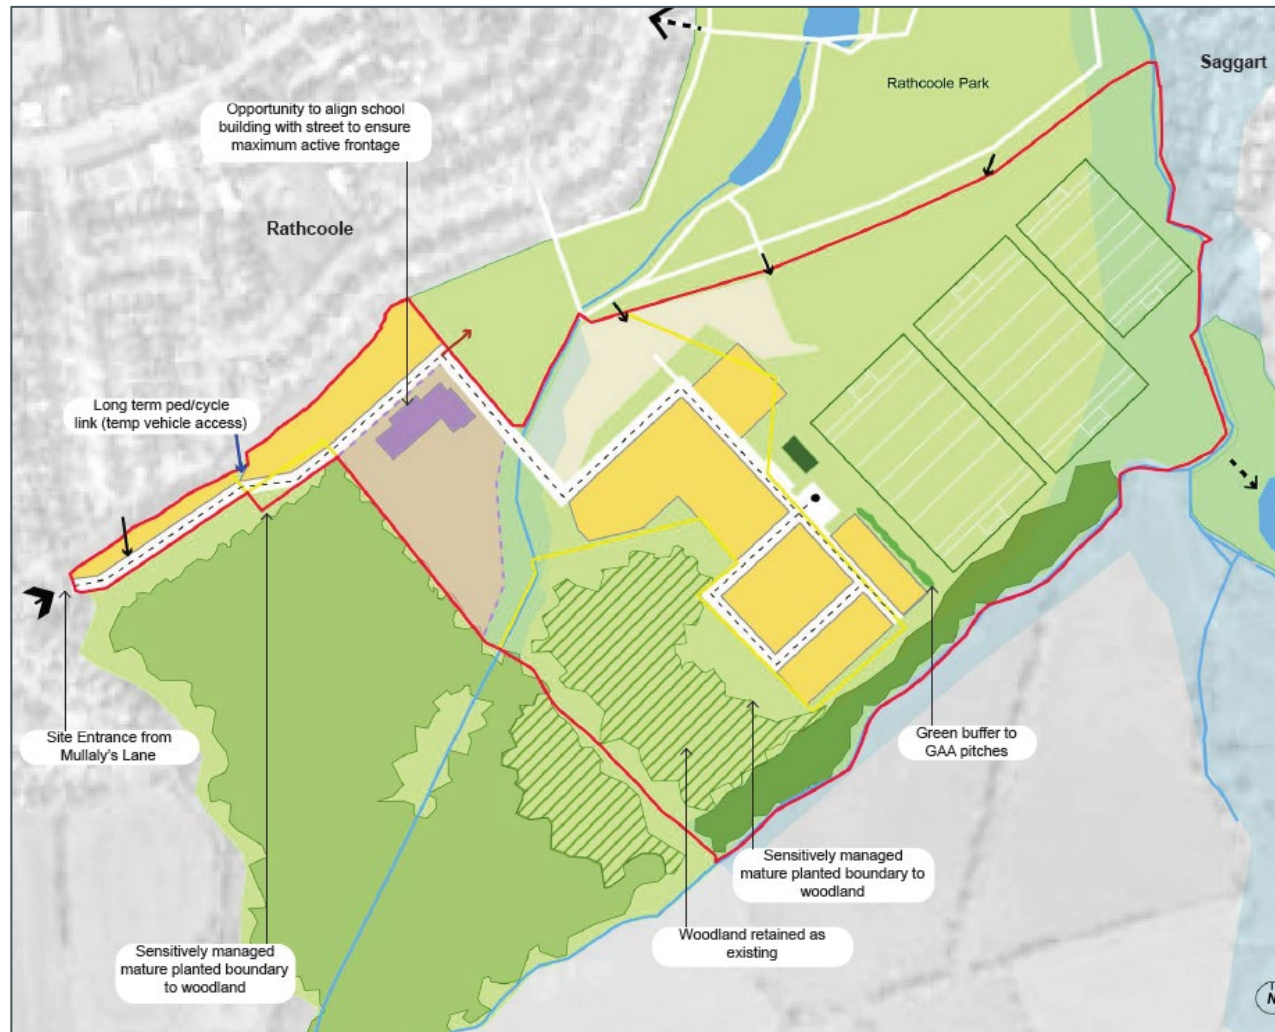 Saggart
Rathcoole Park
Opportunity to align school
building with street to ensure
maximum active frontage
Rathcoole
Long term ped/cycle
link (temp vehicle access)
Site Entrance from
Mullaly's Lane
Green buffer to
GAA pitches
Sensitively managed
mature planted boundary to
woodland
Woodland retained as
existing
Sensitively managed
mature planted boundary
to woodland
N